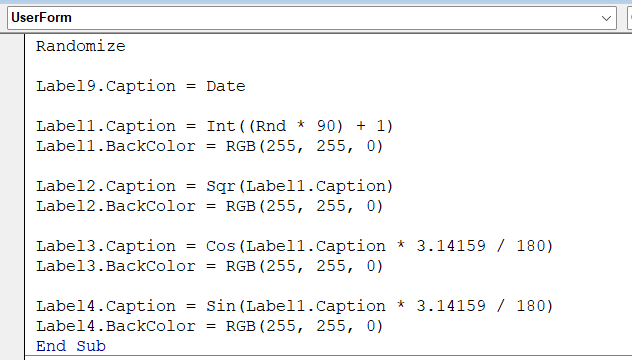 UserForm
Randomize
Label9.Caption = Date
Label1.Caption = Int((Rnd * 90) + 1)
Label1.BackColor = RGB(255, 255, 0)
Label2.Caption = Sqr(Label1.Caption)
Label2.BackColor = RGB(255, 255, 0)
Label3.Caption = Cos(Label1.Caption * 3.14159 / 180)
Label3.BackColor = RGB(255, 255, 0)
Label4.Caption = Sin(Label1.Caption * 3.14159 / 180)
Label4.BackColor = RGB(255, 255, 0)
End Sub